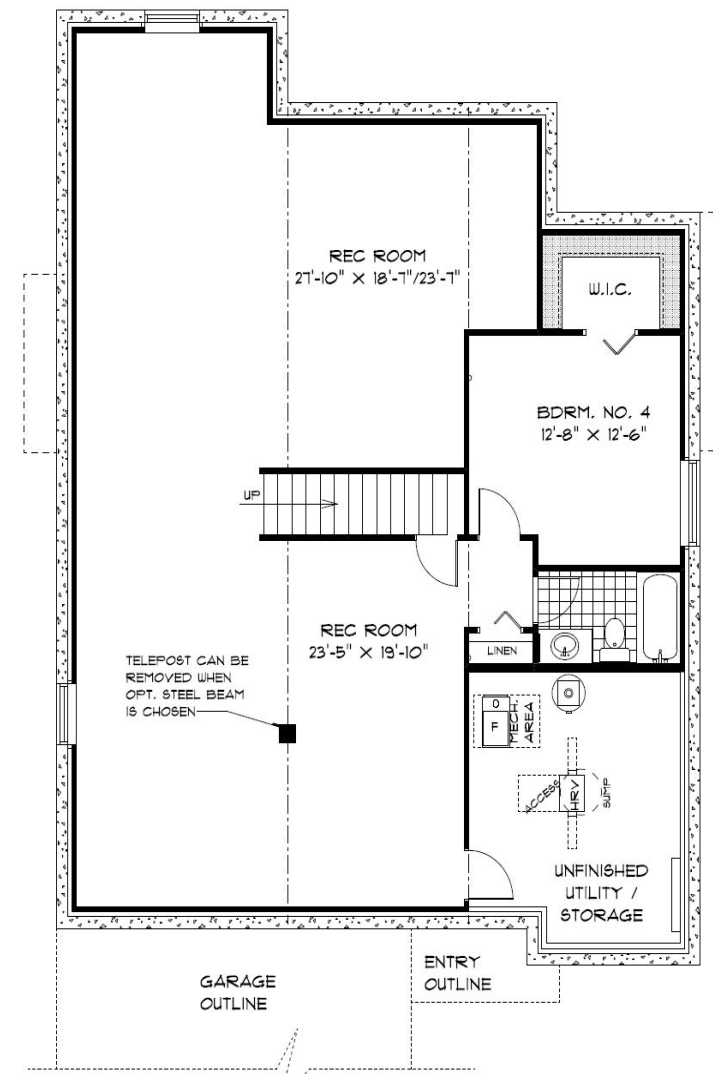 REC ROOM
27'-10" X 18'-7"/23'-7"
W.I.C.
BDRM. NO. 4
12'-8" X 12'-6"
UP
REC ROOM
23'-5" X 19'-10"
LINEN
TELEPOST CAN BE
REMOVED WHEN
OPT. STEEL BEAM
IS CHOSEN
O
F
MECH.
AREA
ACCESS
HRV
SUMP
UNFINISHED
UTILITY /
STORAGE
GARAGE
OUTLINE
ENTRY
OUTLINE